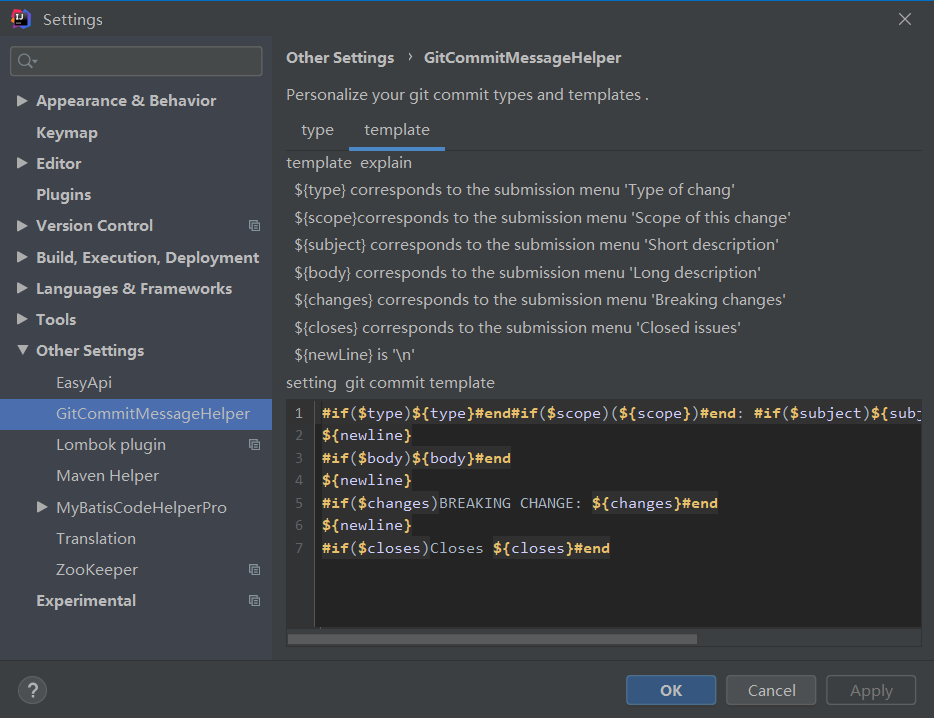 Settings
Appearance & Behavior
Keymap
Editor
Plugins
Version Control
Build, Execution, Deployment
Languages & Frameworks
Tools
Other Settings
EasyApi
GitCommitMessageHelper
Lombok plugin
Maven Helper
MyBatisCodeHelperPro
Translation
ZooKeeper
Experimental
Other Settings › GitCommitMessageHelper
Personalize your git commit types and templates .
type template
template explain
${type} corresponds to the submission menu 'Type of chang'
${scope}corresponds to the submission menu 'Scope of this change'
${subject} corresponds to the submission menu 'Short description'
${body} corresponds to the submission menu 'Long description'
${changes} corresponds to the submission menu 'Breaking changes'
${closes} corresponds to the submission menu 'Closed issues'
${newLine} is '\n'
setting git commit template
1 #if($type)${type}#end#if($scope)(${scope})#end: #if($subject)${subj
2 ${newline}
3 #if($body)${body}#end
4 ${newline}
5 #if($changes)BREAKING CHANGE: ${changes}#end
6 ${newline}
7 #if($closes)Closes ${closes}#end
? OK Cancel Apply